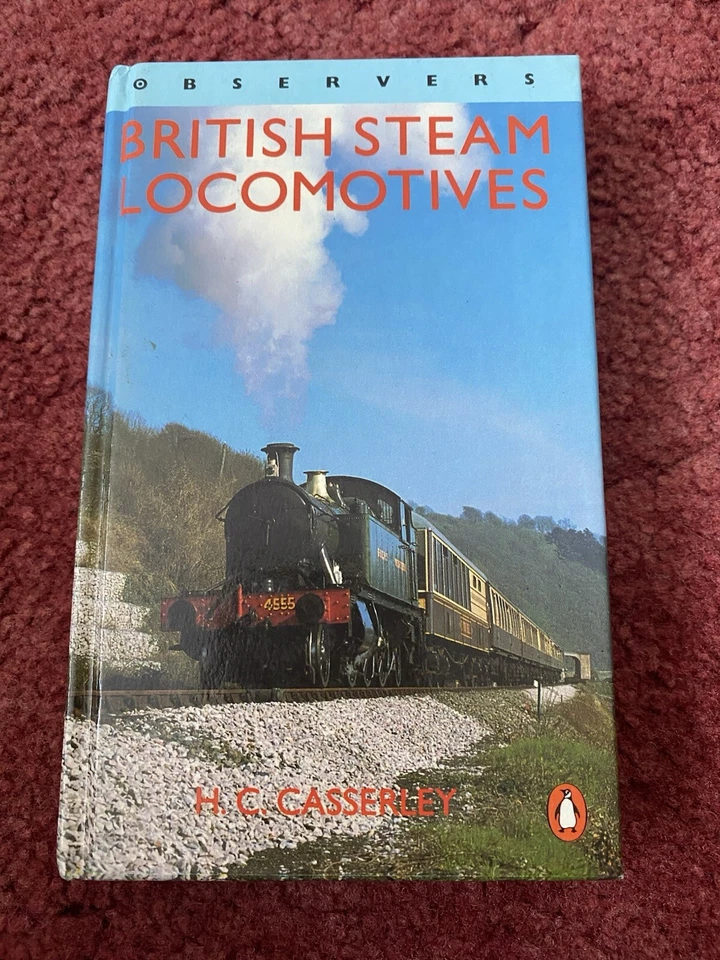 OBSERVERS
BRITISH STEAM
LOCOMOTIVES
4555
H. C. CASSERLEY